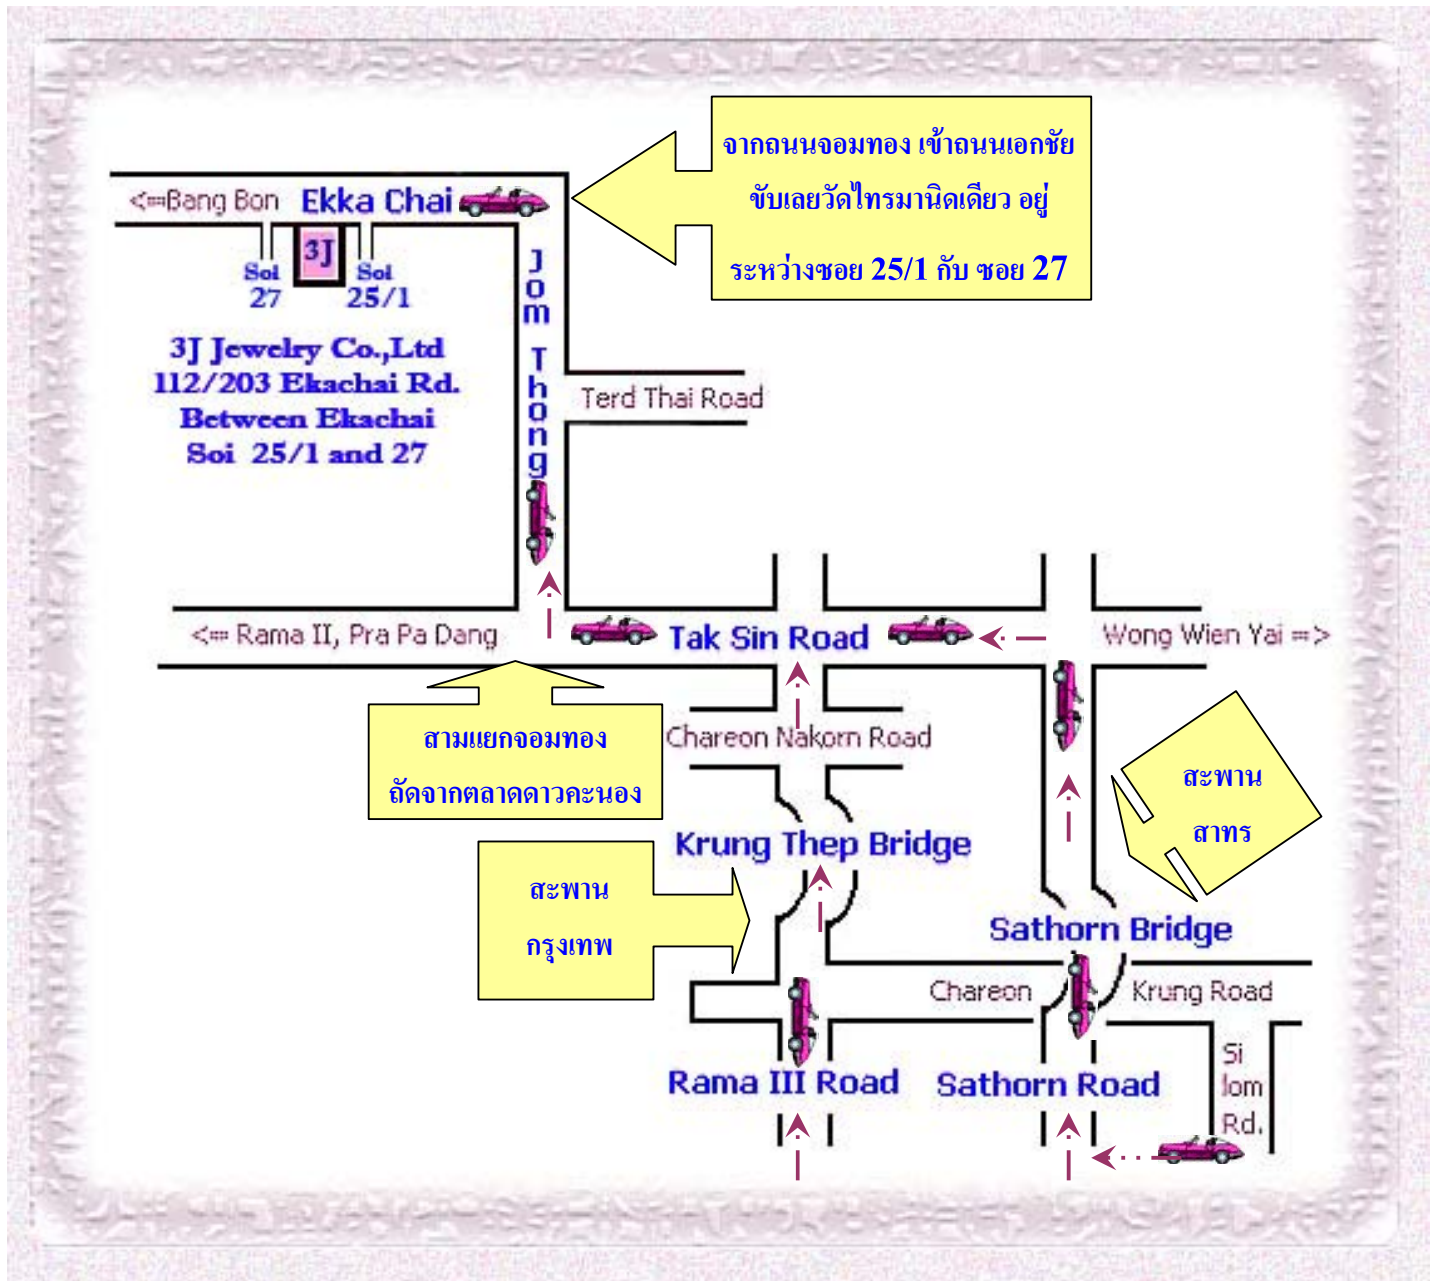 จากถนนจอมทอง เข้าถนนเอกชัย
ขับเลยวัดไทรมานิดเดียว อยู่
ระหว่างซอย 25/1 กับ ซอย 27
<==Bang Bon
Ekka Chai
3J
Soi
27
Soi
25/1
Jom Thong
3J Jewelry Co.,Ltd
112/203 Ekachai Rd.
Between Ekachai
Soi 25/1 and 27
Terd Thai Road
<== Rama II, Pra Pa Dang
Tak Sin Road
Wong Wien Yai ==>
สามแยกจอมทอง
ถัดจากตลาดดาวคะนอง
Chareon Nakorn Road
สะพาน
สาทร
Krung Thep Bridge
สะพาน
กรุงเทพ
Sathorn Bridge
Chareon
Krung Road
Rama III Road
Sathorn Road
Si
lom
Rd.